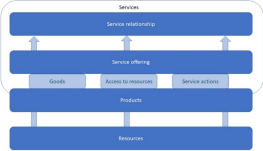 Services
Service relationship
Service offering
Goods
Access to resources
Service actions
Products
Resources